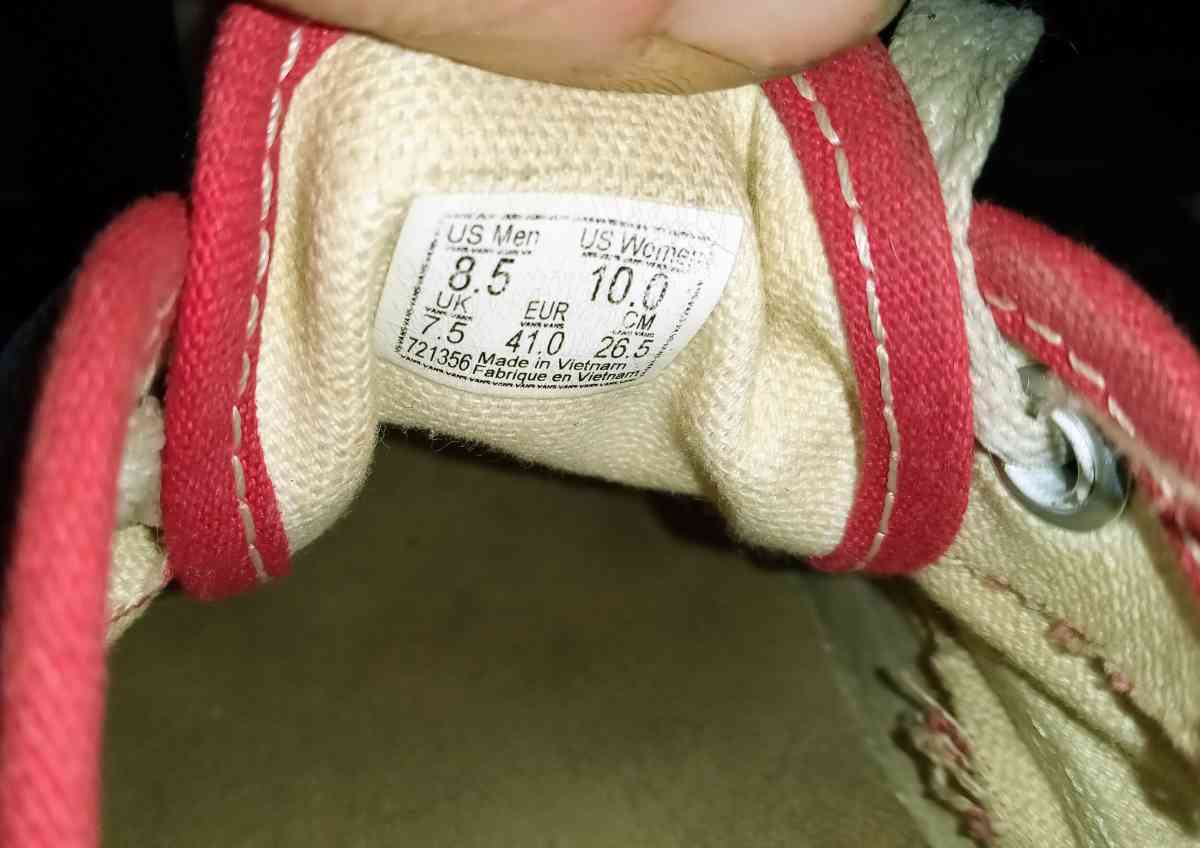 US Men US Women
8.5 10.0
UK EUR CM
7.5 41.0 26.5
721356 Made in Vietnam
Fabrique en Vietnam